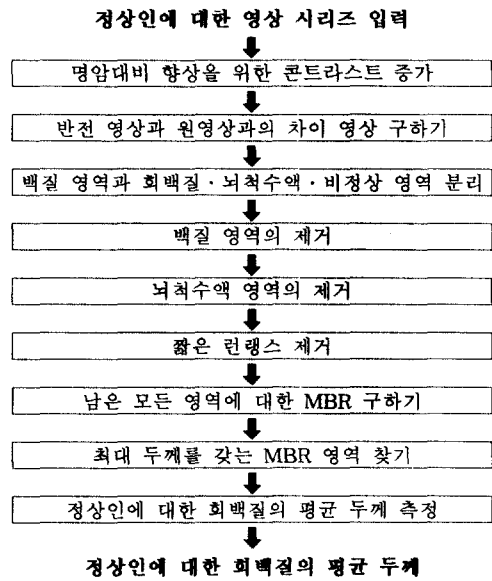 정상인에 대한 영상 시리즈 입력
명암대비 향상을 위한 콘트라스트 증가
반전 영상과 원영상과의 차이 영상 구하기
백질 영역과 회백질·뇌척수액·비정상 영역 분리
백질 영역의 제거
뇌척수액 영역의 제거
짧은 런랭스 제거
남은 모든 영역에 대한 MBR 구하기
최대 두께를 갖는 MBR 영역 찾기
정상인에 대한 회백질의 평균 두께 측정
정상인에 대한 회백질의 평균 두께